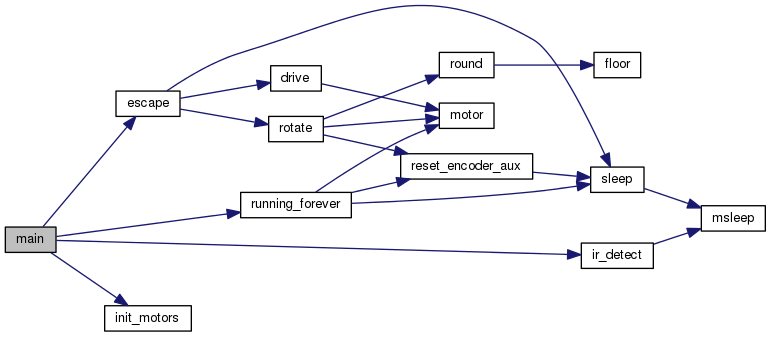 round
floor
drive
escape
motor
rotate
reset_encoder_aux
sleep
running_forever
msleep
main
ir_detect
init_motors